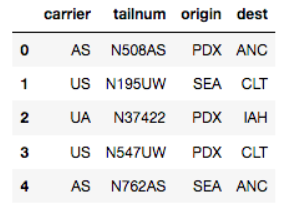 carrier tailnum origin dest
0 AS N508AS PDX ANC
1 US N195UW SEA CLT
2 UA N37422 PDX IAH
3 US N547UW PDX CLT
4 AS N762AS SEA ANC